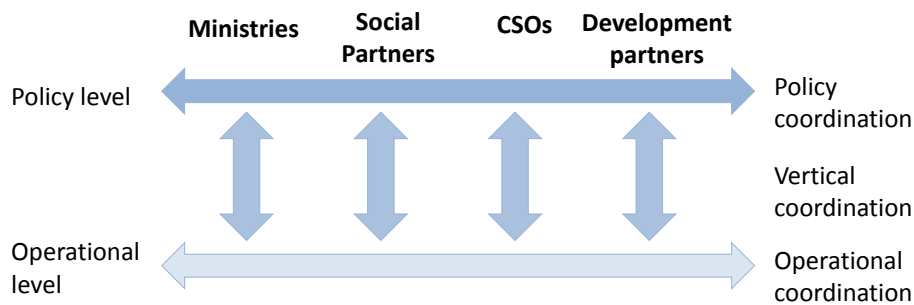 Ministries
Social
Partners
CSOs
Development
partners
Policy level
Policy
coordination
Vertical
coordination
Operational
level
Operational
coordination